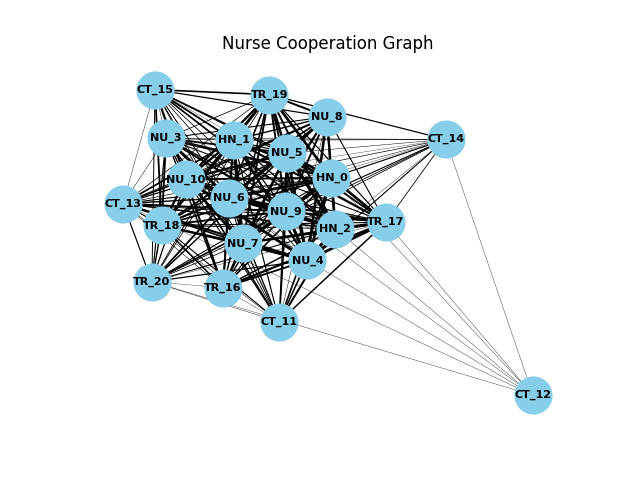 Nurse Cooperation Graph
CT_15
TR_19
NU_8
NU_3
HN_1
CT_14
NU_5
NU_10
HN_0
NU_6
CT_13
NU_9
TR_17
TR_18
HN_2
NU_7
NU_4
TR_20
TR_16
CT_11
CT_12